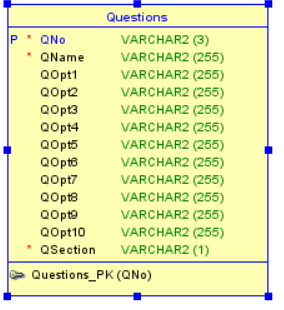 Questions
P * QNo VARCHAR2 (3)
* QName VARCHAR2 (255)
QOpt1 VARCHAR2 (255)
QOpt2 VARCHAR2 (255)
QOpt3 VARCHAR2 (255)
QOpt4 VARCHAR2 (255)
QOpt5 VARCHAR2 (255)
QOpt6 VARCHAR2 (255)
QOpt7 VARCHAR2 (255)
QOpt8 VARCHAR2 (255)
QOpt9 VARCHAR2 (255)
QOpt10 VARCHAR2 (255)
* QSection VARCHAR2 (1)
Questions_PK (QNo)